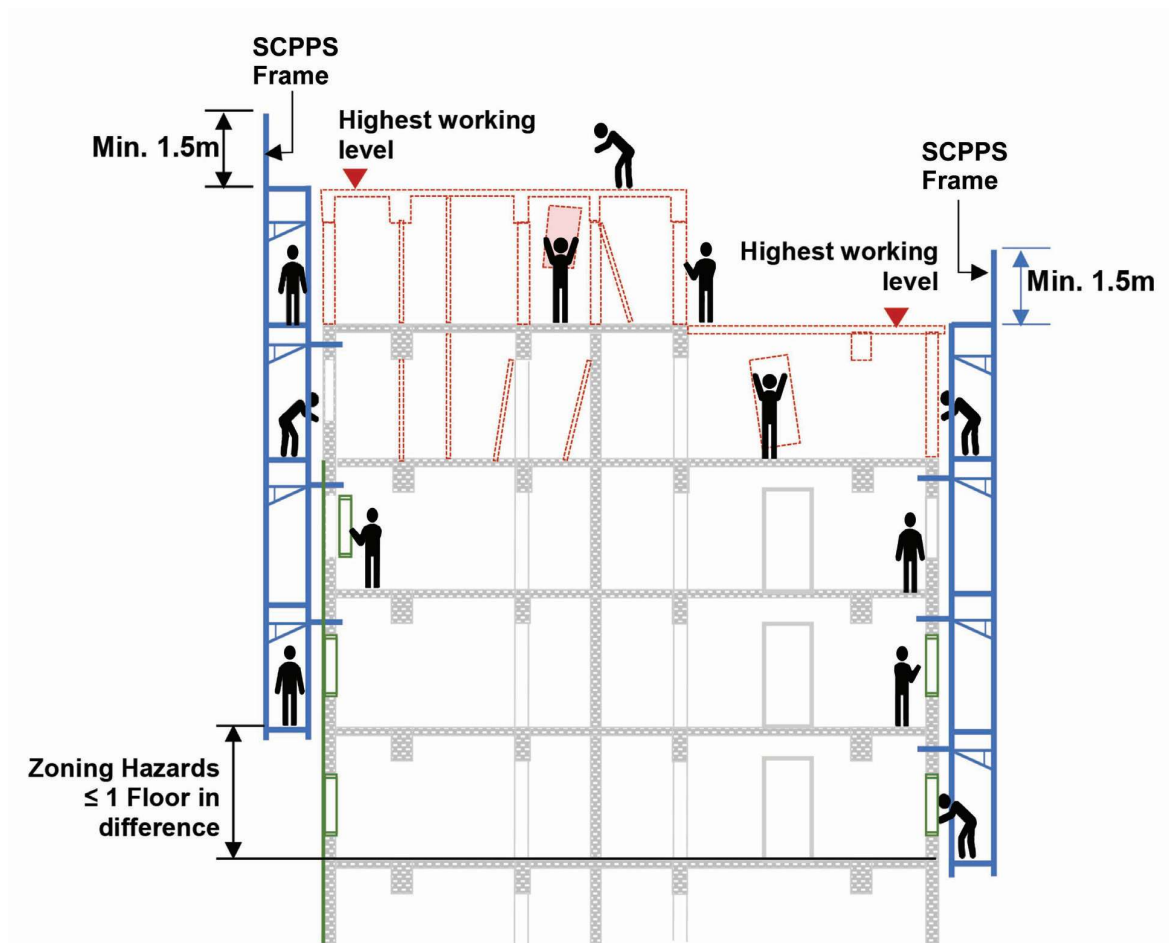 SCPPS
Frame
Min. 1.5m
Highest working
level
SCPPS
Frame
Highest working
level
Min. 1.5m
Zoning Hazards
≤ 1 Floor in
difference